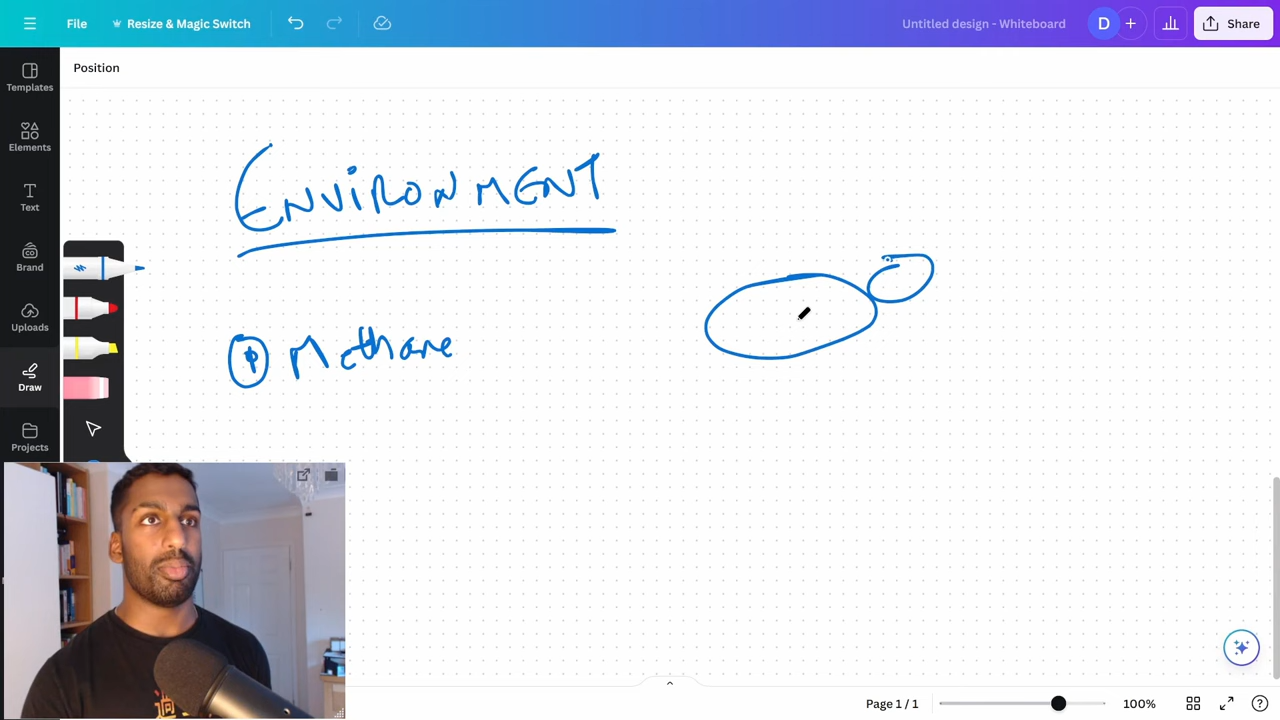 File
Resize & Magic Switch
Untitled design - Whiteboard
D
Share
Templates
Elements
Text
Brand
Uploads
Draw
Projects
Position
ENVIRONMENT
① Methane
Page 1 / 1
100%